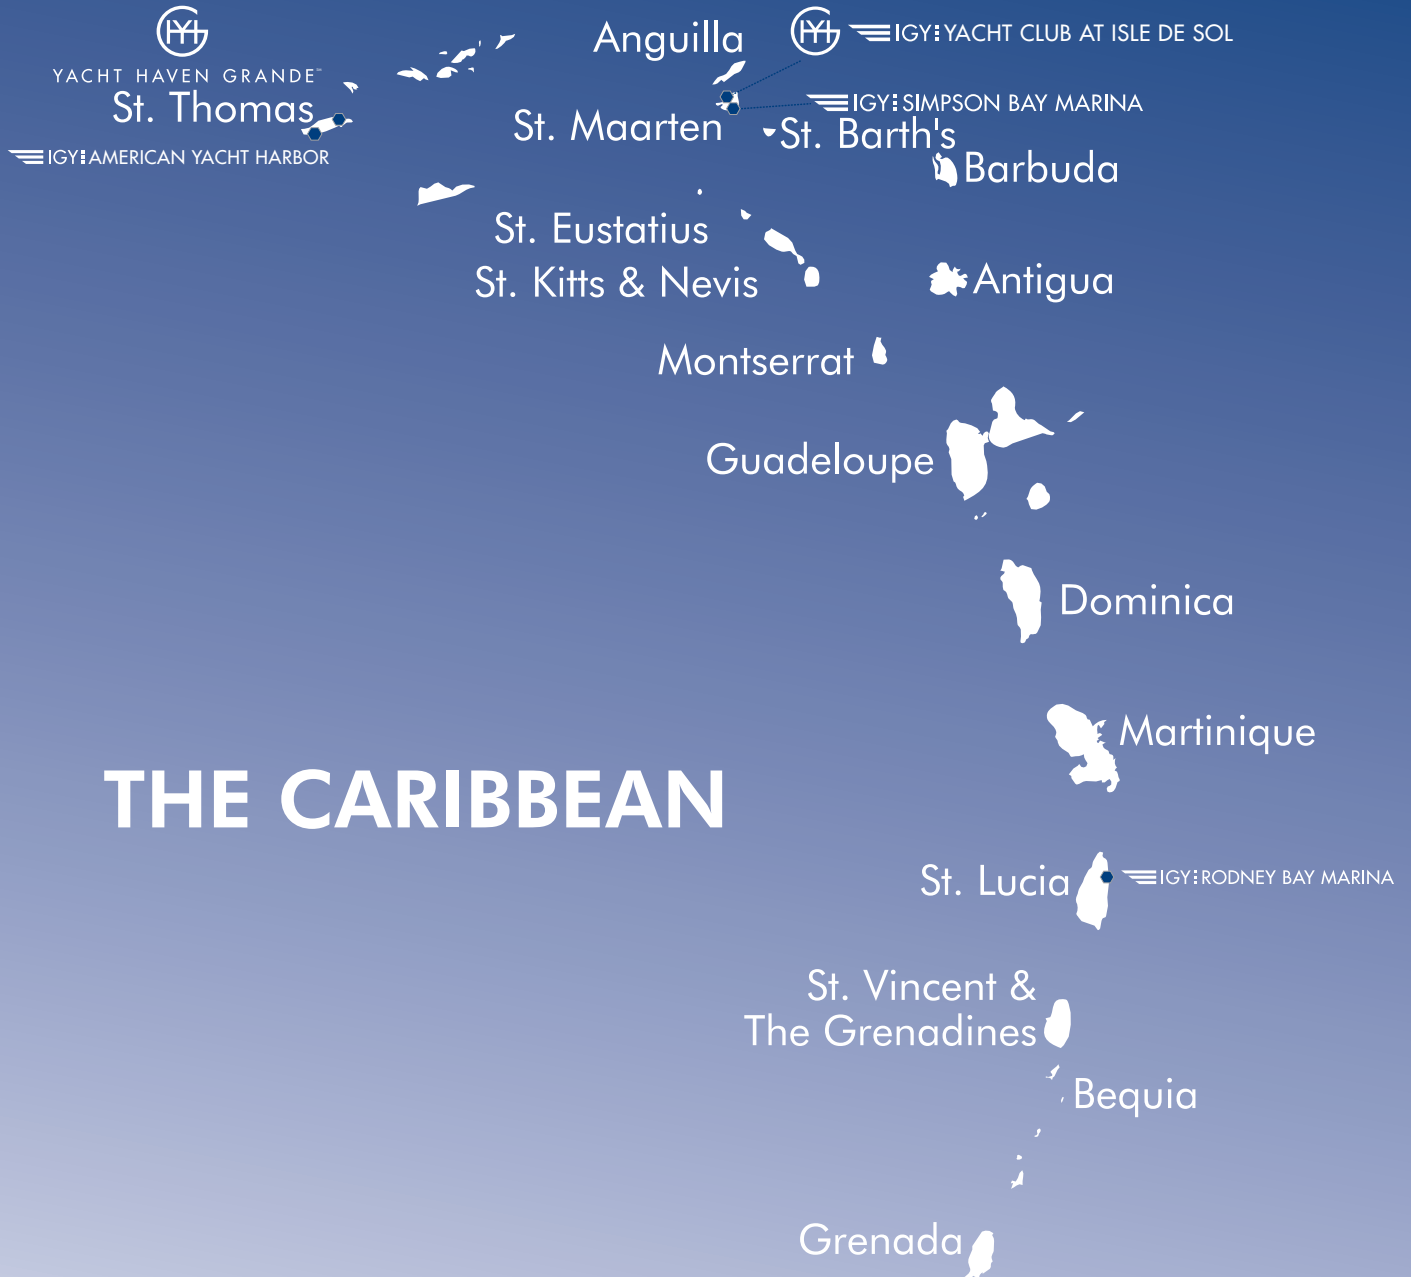 YACHT HAVEN GRANDE™
St. Thomas
IGY AMERICAN YACHT HARBOR
Anguilla
IGY YACHT CLUB AT ISLE DE SOL
IGY SIMPSON BAY MARINA
St. Maarten
St. Barth's
Barbuda
St. Eustatius
St. Kitts & Nevis
Antigua
Montserrat
Guadeloupe
Dominica
Martinique
THE CARIBBEAN
St. Lucia
IGY RODNEY BAY MARINA
St. Vincent &
The Grenadines
Bequia
Grenada